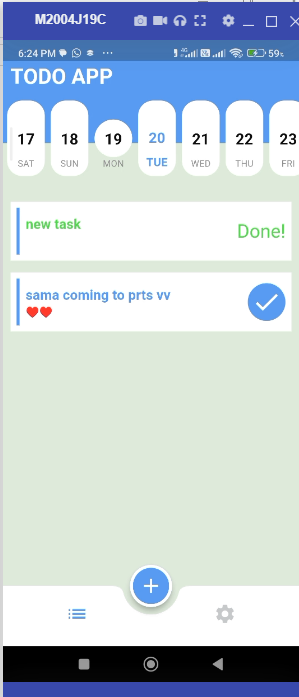 M2004J19C
6:24 PM
4G
59%
TODO APP
17 18 19 20 21 22 23
SAT SUN MON TUE WED THU FRI
new task
Done!
sama coming to prts vv
❤️❤️